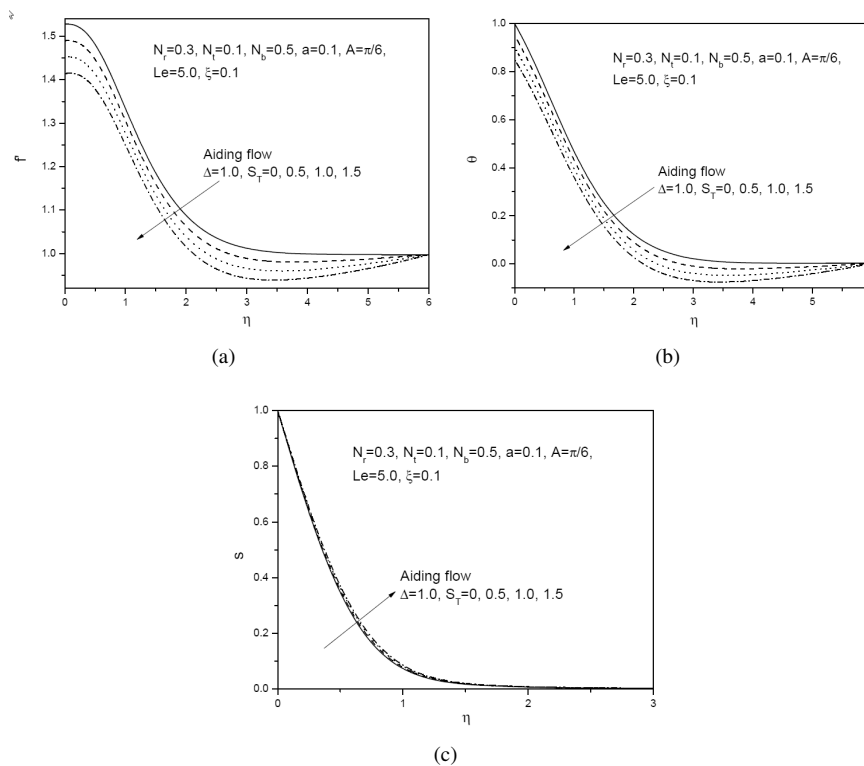 1.5
1.4
1.3
1.2
1.1
1.0
f'
N_r=0.3, N_t=0.1, N_b=0.5, a=0.1, A=π/6,
Le=5.0, ξ=0.1
Aiding flow
Δ=1.0, S_T=0, 0.5, 1.0, 1.5
0 1 2 3 4 5 6
η
(a)
1.0
0.8
0.6
0.4
0.2
0.0
θ
N_r=0.3, N_t=0.1, N_b=0.5, a=0.1, A=π/6,
Le=5.0, ξ=0.1
Aiding flow
Δ=1.0, S_T=0, 0.5, 1.0, 1.5
0 1 2 3 4 5 6
η
(b)
1.0
0.8
0.6
0.4
0.2
0.0
s
N_r=0.3, N_t=0.1, N_b=0.5, a=0.1, A=π/6,
Le=5.0, ξ=0.1
Aiding flow
Δ=1.0, S_T=0, 0.5, 1.0, 1.5
0 1 2 3
η
(c)